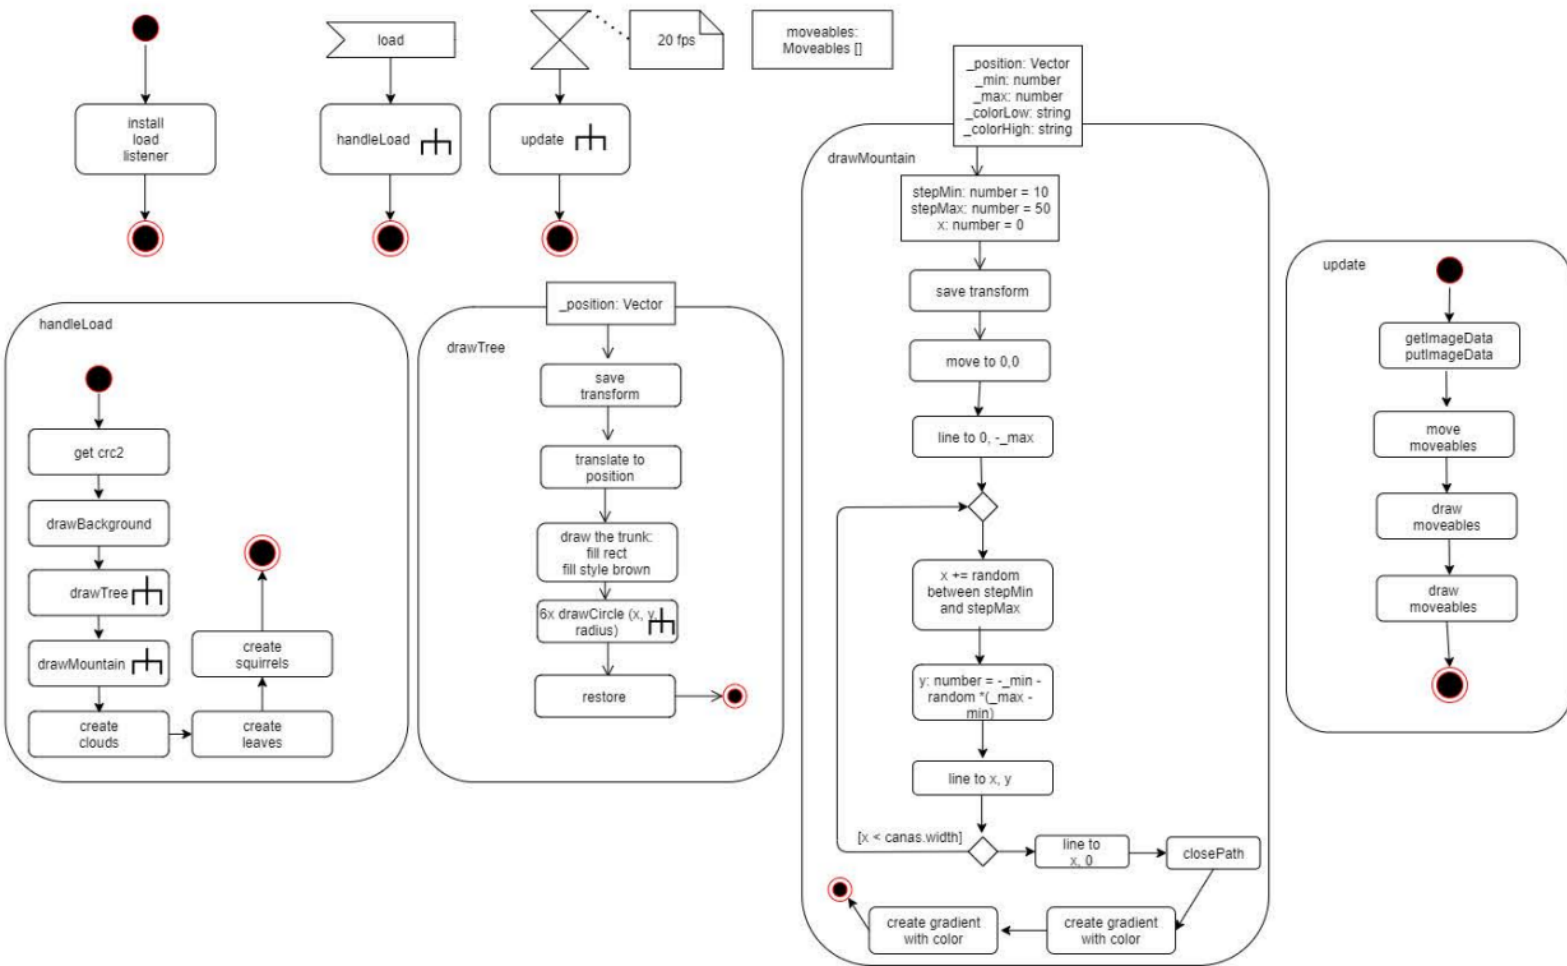 install
load
listener
load
handleLoad
update
20 fps
moveables:
Moveables []
handleLoad
get crc2
drawBackground
drawTree
drawMountain
create
clouds
create
leaves
create
squirrels
_position: Vector
drawTree
save
transform
translate to
position
draw the trunk:
fill rect
fill style brown
6x drawCircle (x, y,
radius)
restore
_position: Vector
_min: number
_max: number
_colorLow: string
_colorHigh: string
drawMountain
stepMin: number = 10
stepMax: number = 50
x: number = 0
save transform
move to 0,0
line to 0, -_max
x += random
between stepMin
and stepMax
y: number = -_min -
random *(_max -
min)
line to x, y
[x < canas.width]
line to
x, 0
closePath
create gradient
with color
create gradient
with color
update
getImageData
putImageData
move
moveables
draw
moveables
draw
moveables